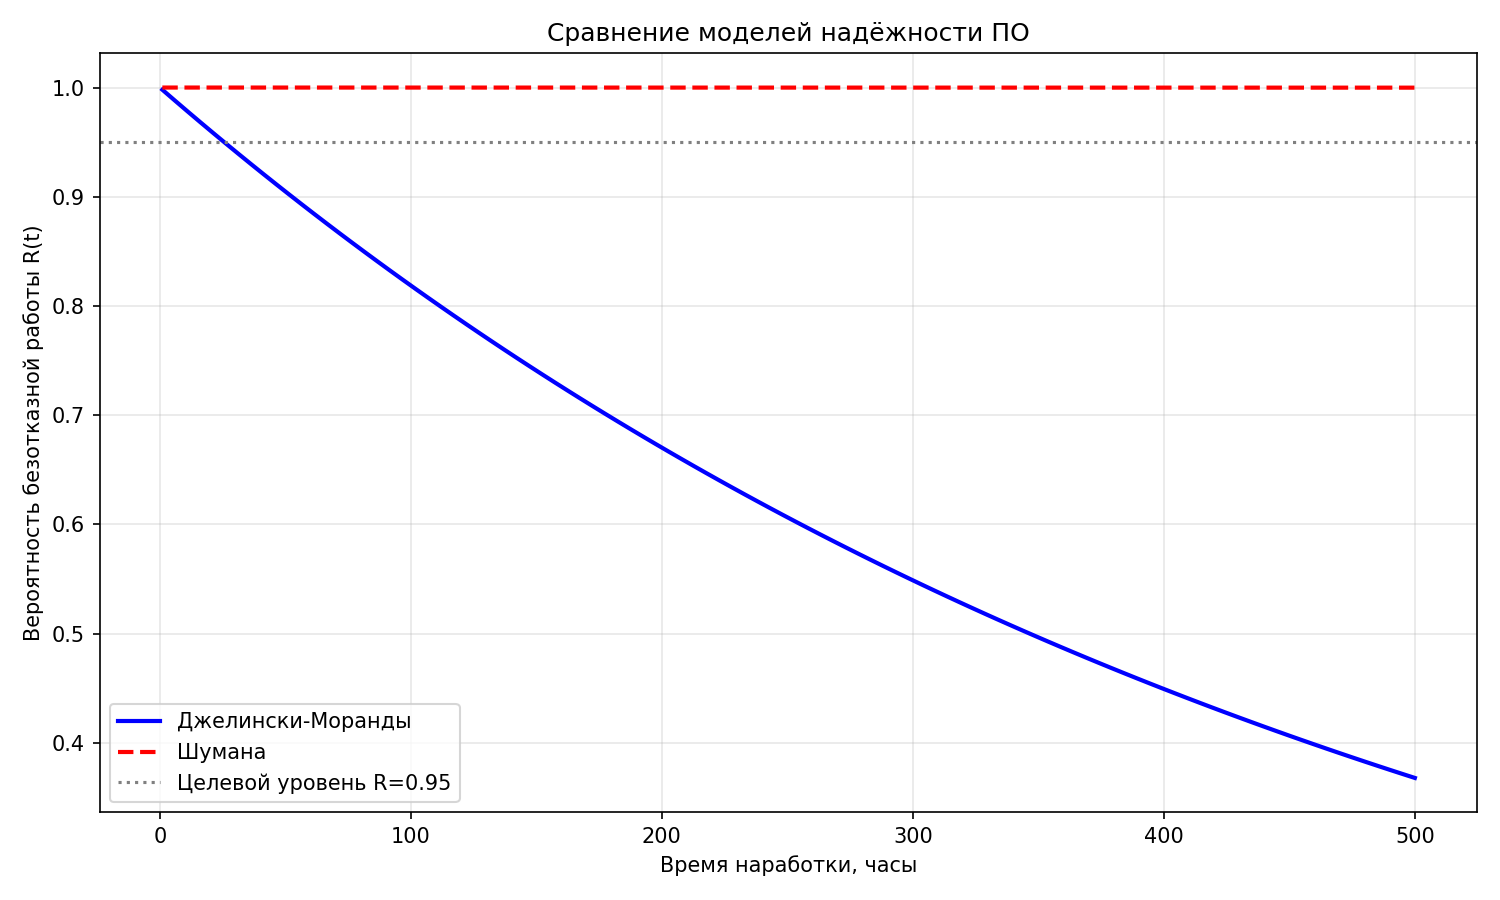 Сравнение моделей надёжности ПО
Вероятность безотказной работы R(t)
1.0
0.9
0.8
0.7
0.6
0.5
0.4
Джелински-Моранды
Шумана
Целевой уровень R=0.95
0 100 200 300 400 500
Время наработки, часы